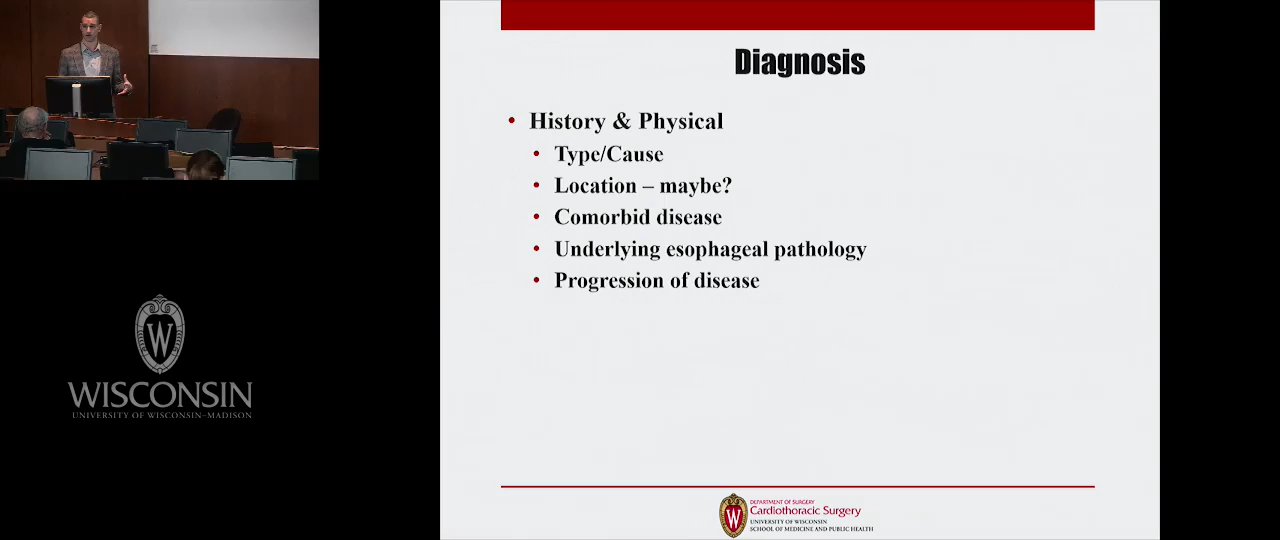 Diagnosis
• History & Physical
• Type/Cause
• Location – maybe?
• Comorbid disease
• Underlying esophageal pathology
• Progression of disease
W
WISCONSIN
UNIVERSITY OF WISCONSIN–MADISON
W
DEPARTMENT OF SURGERY
Cardiothoracic Surgery
UNIVERSITY OF WISCONSIN
SCHOOL OF MEDICINE AND PUBLIC HEALTH